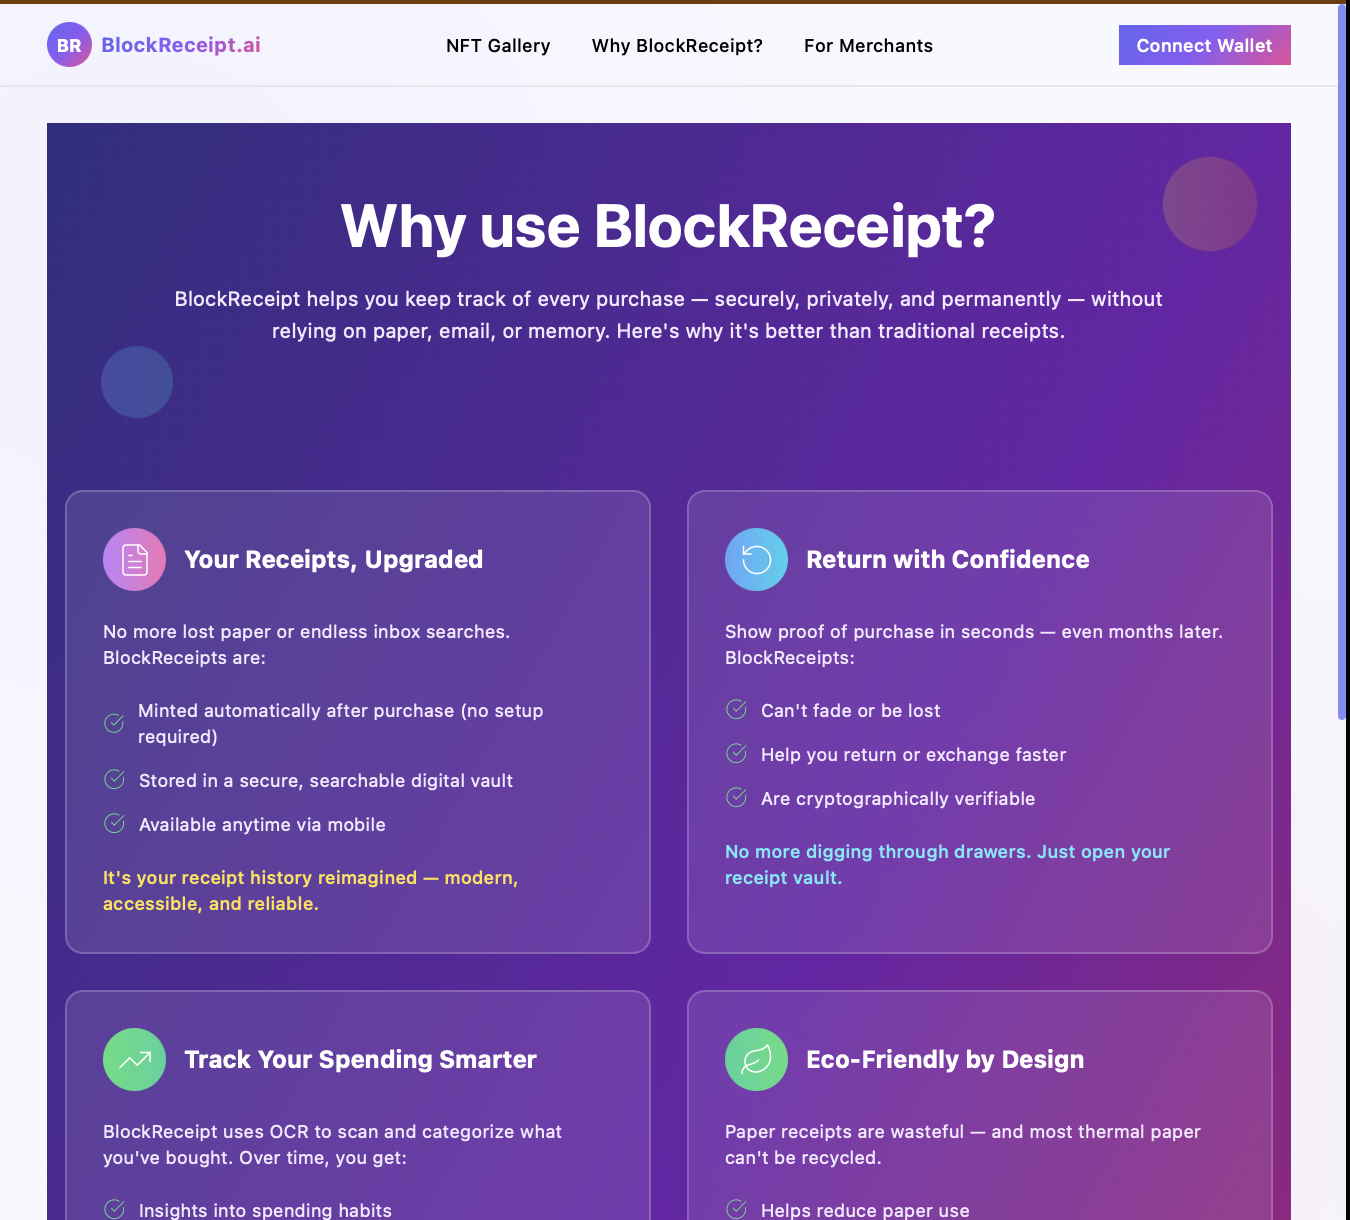 BR BlockReceipt.ai
NFT Gallery
Why BlockReceipt?
For Merchants
Connect Wallet
Why use BlockReceipt?
BlockReceipt helps you keep track of every purchase — securely, privately, and permanently — without
relying on paper, email, or memory. Here's why it's better than traditional receipts.
Your Receipts, Upgraded
No more lost paper or endless inbox searches.
BlockReceipts are:
Minted automatically after purchase (no setup
required)
Stored in a secure, searchable digital vault
Available anytime via mobile
It's your receipt history reimagined — modern,
accessible, and reliable.
Return with Confidence
Show proof of purchase in seconds — even months later.
BlockReceipts:
Can't fade or be lost
Help you return or exchange faster
Are cryptographically verifiable
No more digging through drawers. Just open your
receipt vault.
Track Your Spending Smarter
BlockReceipt uses OCR to scan and categorize what
you've bought. Over time, you get:
Insights into spending habits
Eco-Friendly by Design
Paper receipts are wasteful — and most thermal paper
can't be recycled.
Helps reduce paper use